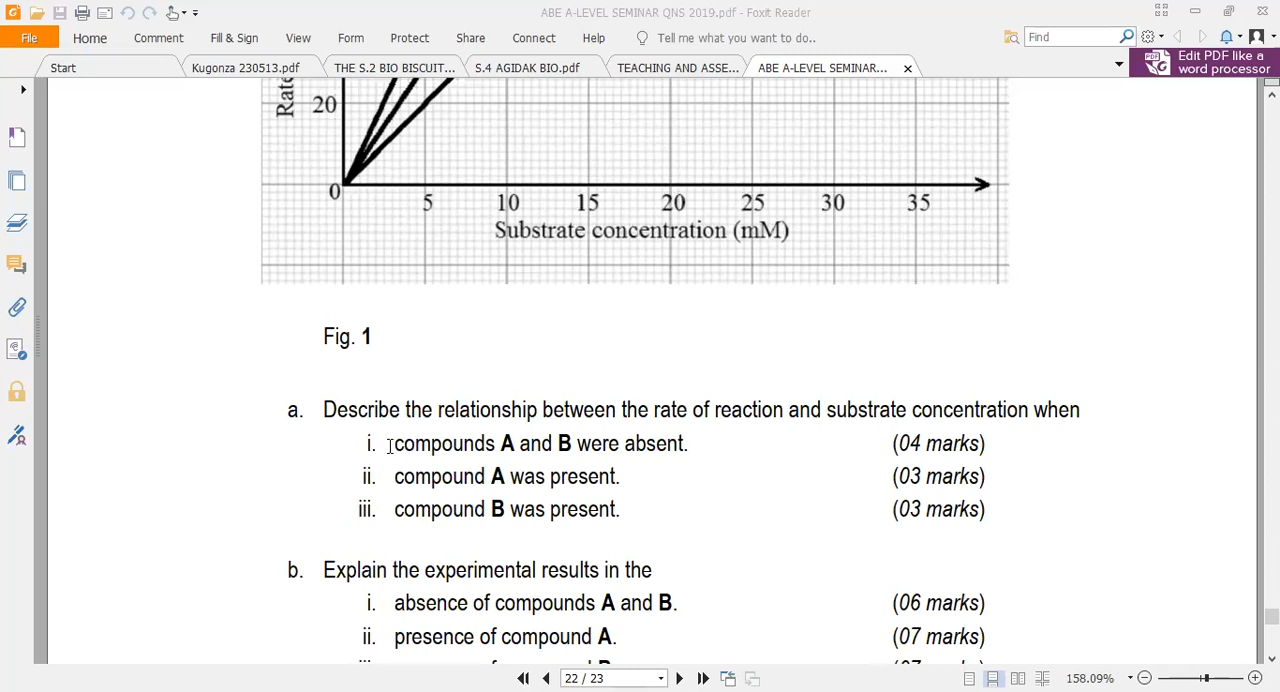 ABE A-LEVEL SEMINAR QNS 2019.pdf - Foxit Reader
File Home Comment Fill & Sign View Form Protect Share Connect Help Tell me what you want to do.. Find
Start Kugonza 230513.pdf THE S.2 BIO BISCUIT... S.4 AITEL AK BIO.pdf TEACHING AND ASSE... ABE A-LEVEL SEMINAR...
Edit PDF like a
word processor
Rate
20
0
5 10 15 20 25 30 35
Substrate concentration (mM)
Fig. 1
a. Describe the relationship between the rate of reaction and substrate concentration when
i. compounds A and B were absent. (04 marks)
ii. compound A was present. (03 marks)
iii. compound B was present. (03 marks)
b. Explain the experimental results in the
i. absence of compounds A and B. (06 marks)
ii. presence of compound A. (07 marks)
22 / 23
158.09%